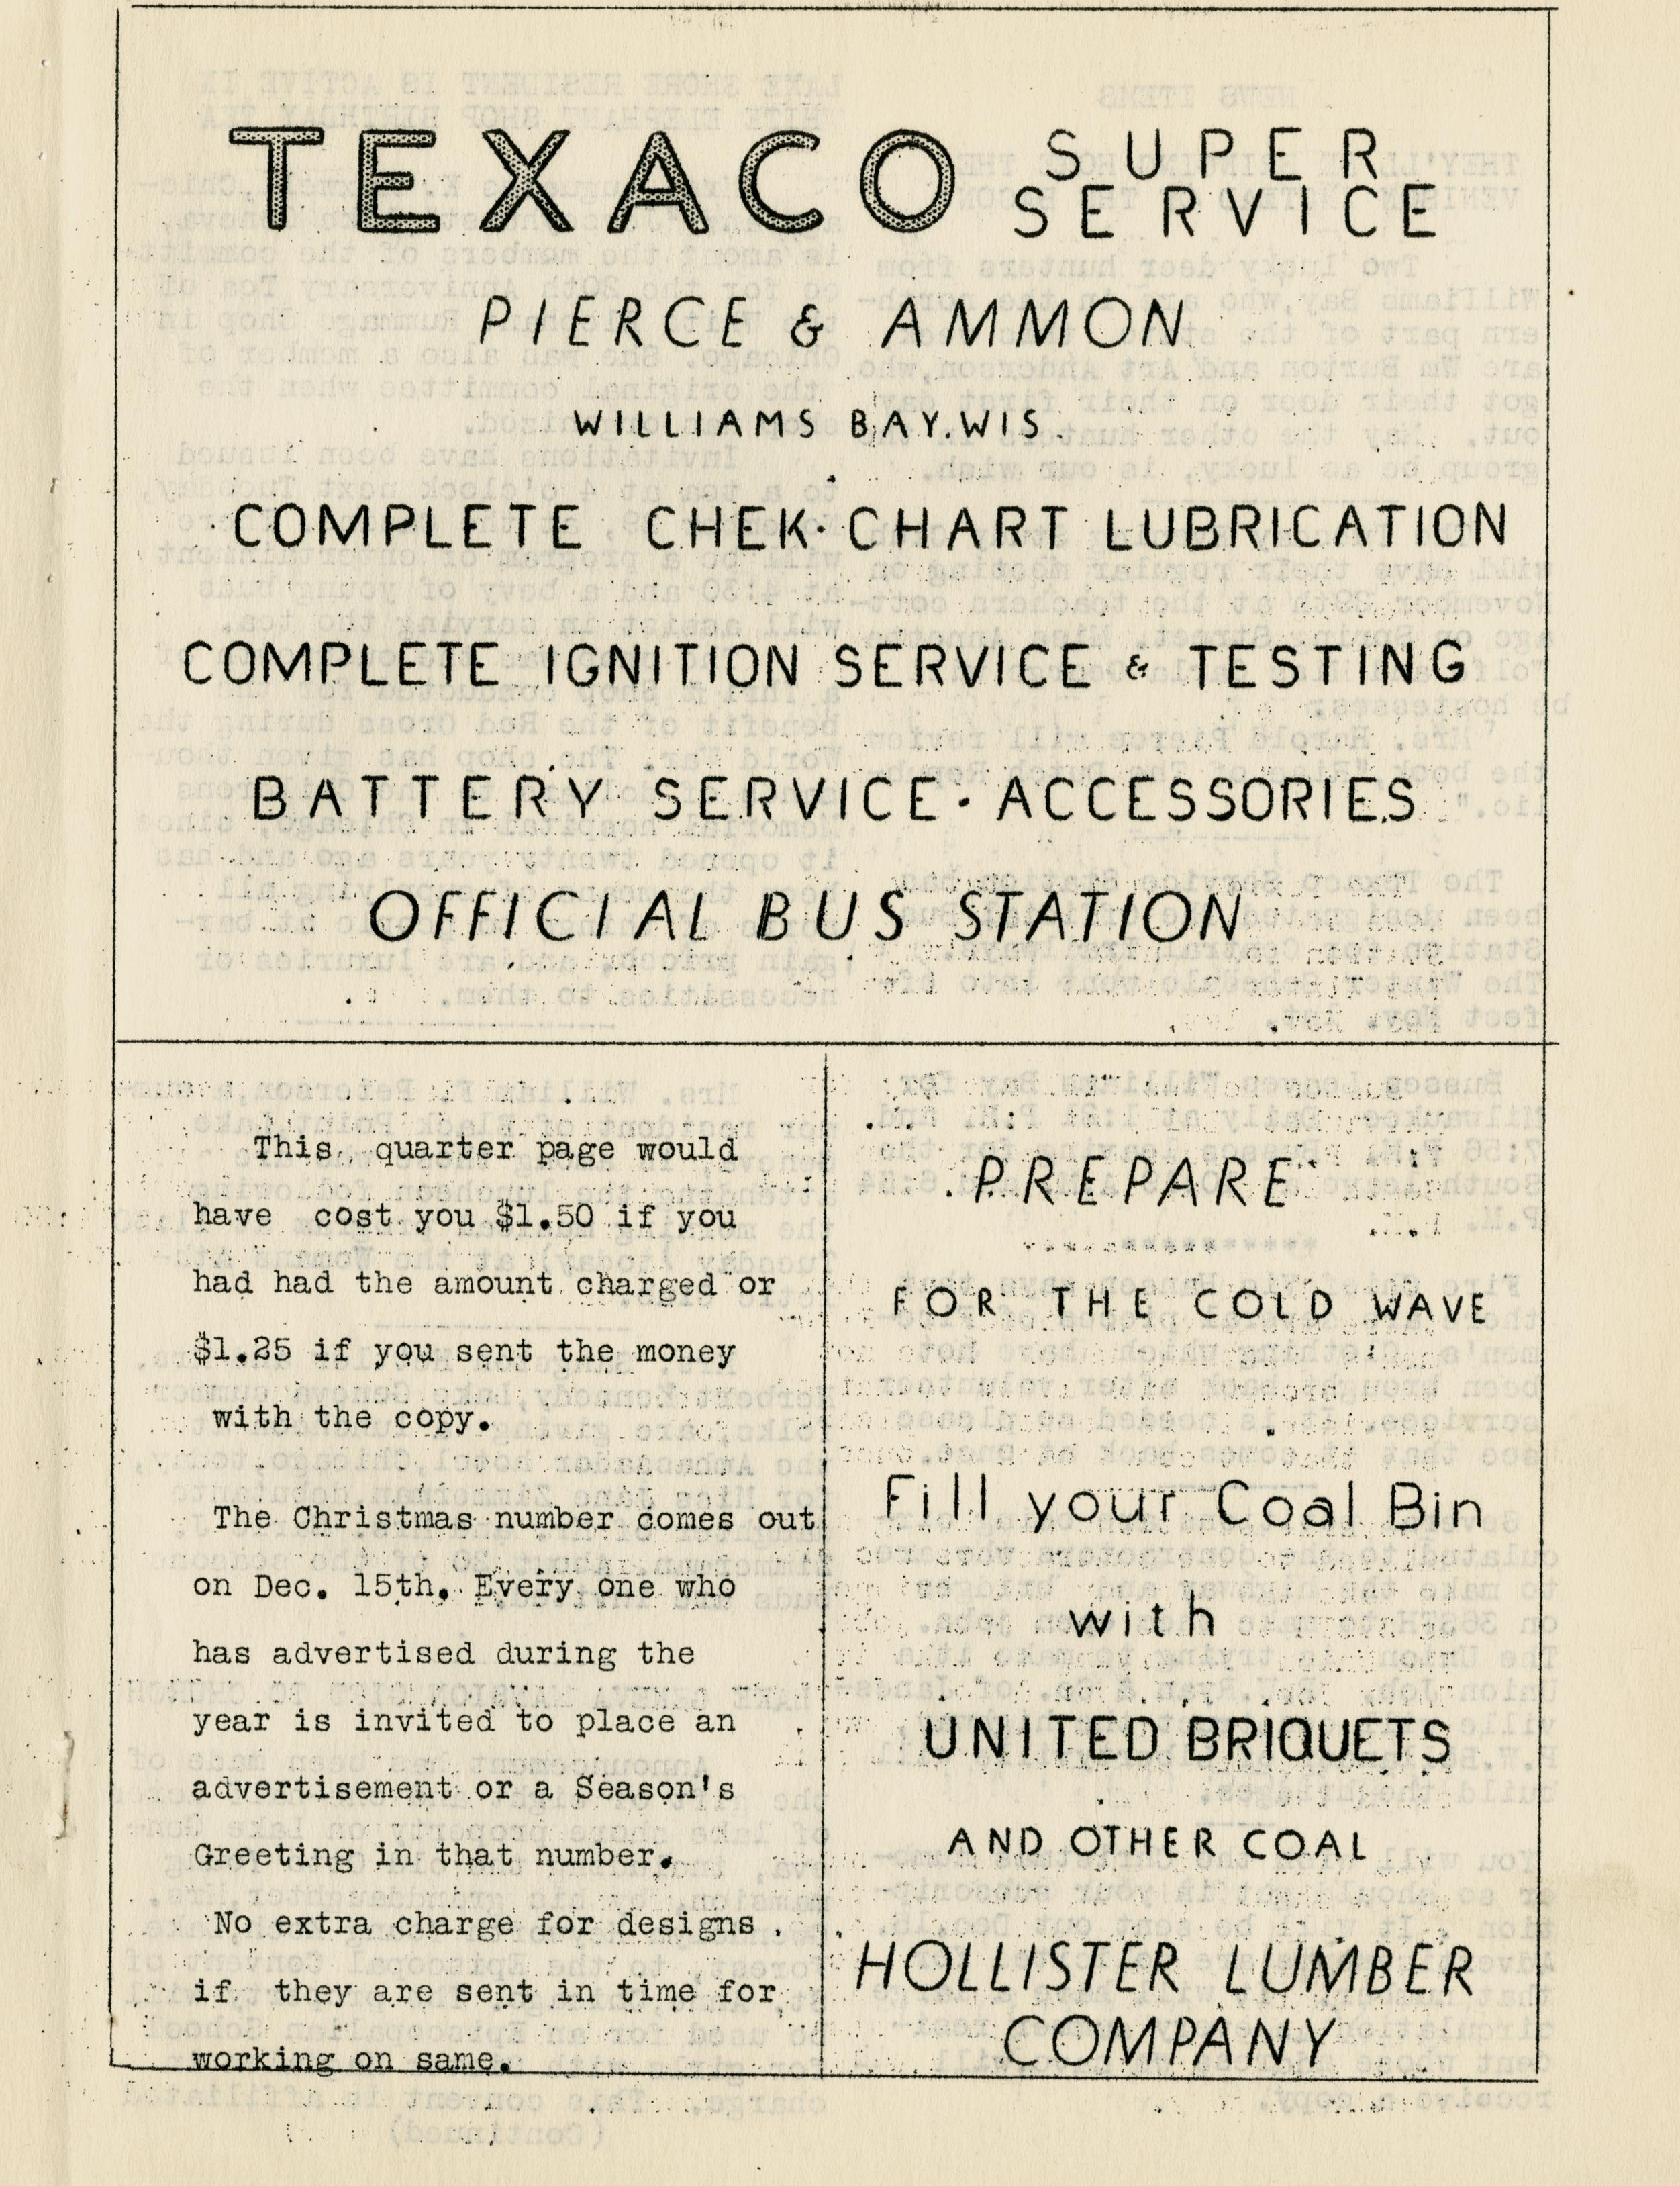 TEXACO SUPER SERVICE
PIERCE & AMMON
WILLIAMS BAY. WIS.
COMPLETE CHEK-CHART LUBRICATION
COMPLETE IGNITION SERVICE & TESTING
BATTERY SERVICE - ACCESSORIES
OFFICIAL BUS STATION
This quarter page would
have cost you $1.50 if you
had had the amount charged or
$1.25 if you sent the money
with the copy.
The Christmas number comes out
on Dec. 15th. Every one who
has advertised during the
year is invited to place an
advertisement or a Season's
Greeting in that number.
No extra charge for designs
if they are sent in time for
working on same.
PREPARE
FOR THE COLD WAVE
Fill your Coal Bin
with
UNITED BRIQUETS
AND OTHER COAL
HOLLISTER LUMBER
COMPANY